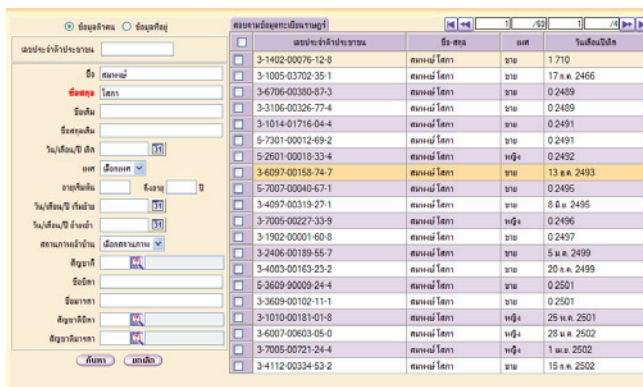 ข้อมูลตัวคน ข้อมูลที่อยู่
เลขประจำตัวประชาชน
ชื่อ สมพงษ์
ชื่อสกุล โสภา
ชื่อเดิม
ชื่อสกุลเดิม
วัน/เดือน/ปี เกิด 31
เพศ เลือกเพศ
อายุเริ่มต้น ถึงอายุ ปี
วัน/เดือน/ปี เริ่มย้าย 31
วัน/เดือน/ปี ย้ายเข้า 31
สถานภาพเจ้าบ้าน เลือกสถานภาพ
สัญชาติ
ชื่อบิดา
ชื่อมารดา
สัญชาติบิดา
สัญชาติมารดา
ค้นหา ยกเลิก
สอบถามข้อมูลทะเบียนราษฎร์ 1 /53 1 /4
เลขประจำตัวประชาชน ชื่อ-สกุล เพศ วันเดือนปีเกิด
3-1402-00076-12-8 สมพงษ์ โสภา ชาย 1 710
3-1005-03702-35-1 สมพงษ์ โสภา ชาย 17 ก.ค. 2466
3-6706-00380-87-3 สมพงษ์ โสภา ชาย 0 2489
3-3106-00326-77-4 สมพงษ์ โสภา ชาย 0 2489
3-1014-01716-04-4 สมพงษ์ โสภา ชาย 0 2491
5-7301-00012-69-2 สมพงษ์ โสภา ชาย 0 2491
5-2601-00018-33-4 สมพงษ์ โสภา หญิง 0 2492
3-6097-00158-74-7 สมพงษ์ โสภา ชาย 13 2493
5-7007-00040-67-1 สมพงษ์ โสภา ชาย 0 2495
3-4097-00319-27-1 สมพงษ์ โสภา ชาย 8 มิ.ย. 2495
3-7005-00227-33-9 สมพงษ์ โสภา หญิง 0 2496
3-1902-00001-60-8 สมพงษ์ โสภา ชาย 0 2497
3-2406-00189-55-7 สมพงษ์ โสภา ชาย 5 ม.ค. 2499
3-4003-00163-23-2 สมพงษ์ โสภา ชาย 20 ก.ค. 2499
5-3609-90009-24-4 สมพงษ์ โสภา ชาย 0 2501
3-3609-00102-11-1 สมพงษ์ โสภา ชาย 0 2501
3-1010-00181-01-8 สมพงษ์ โสภา หญิง 25 พ.ค. 2501
3-6007-00603-05-0 สมพงษ์ โสภา หญิง 28 ม.ค. 2502
3-7005-00721-24-4 สมพงษ์ โสภา หญิง 1 เม.ย. 2502
3-4112-00334-53-2 สมพงษ์ โสภา ชาย 15 ก.ค. 2502